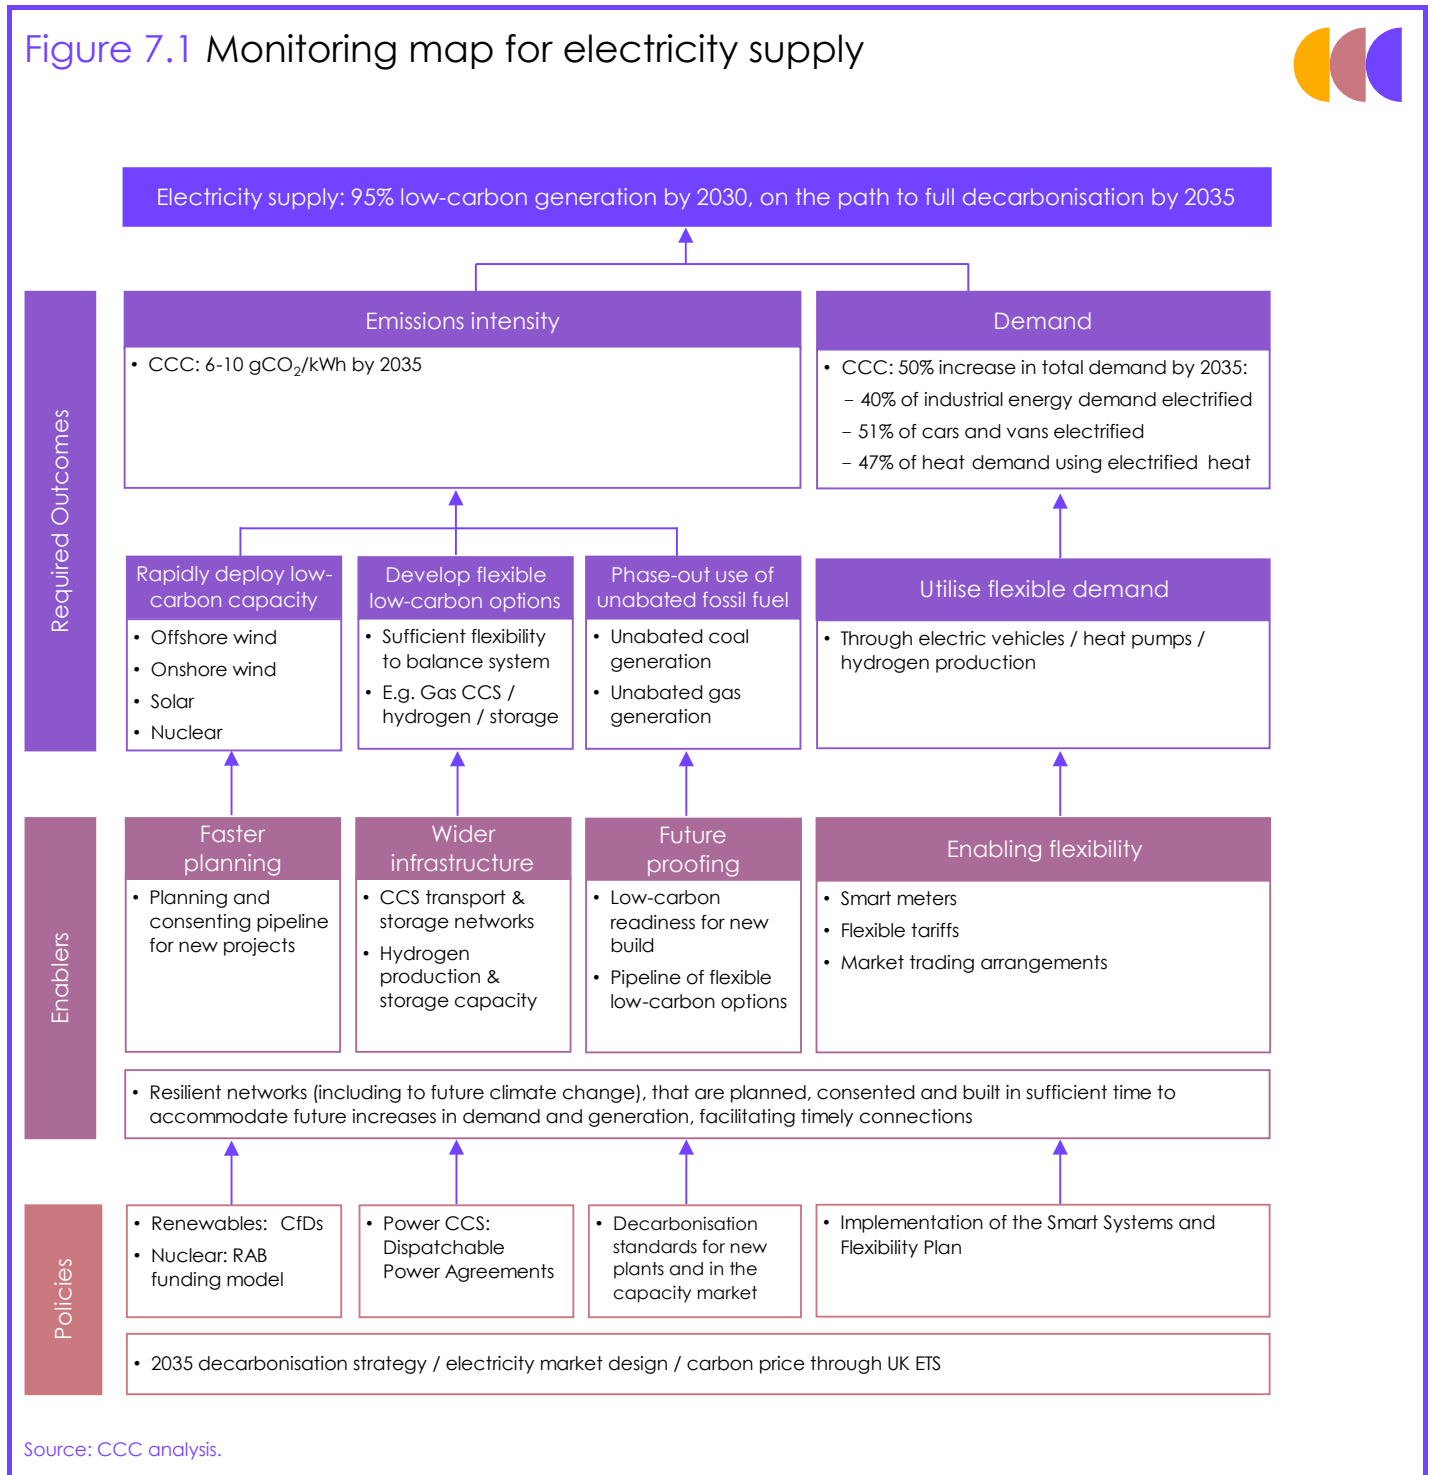 Figure 7.1 Monitoring map for electricity supply
Electricity supply: 95% low-carbon generation by 2030, on the path to full decarbonisation by 2035
Required Outcomes
Emissions intensity
• CCC: 6-10 gCO₂/kWh by 2035
Demand
• CCC: 50% increase in total demand by 2035:
– 40% of industrial energy demand electrified
– 51% of cars and vans electrified
– 47% of heat demand using electrified heat
Rapidly deploy low-
carbon capacity
• Offshore wind
• Onshore wind
• Solar
• Nuclear
Develop flexible
low-carbon options
• Sufficient flexibility
to balance system
• E.g. Gas CCS /
hydrogen / storage
Phase-out use of
unabated fossil fuel
• Unabated coal
generation
• Unabated gas
generation
Utilise flexible demand
• Through electric vehicles / heat pumps /
hydrogen production
Enablers
Faster
planning
• Planning and
consenting pipeline
for new projects
Wider
infrastructure
• CCS transport &
storage networks
• Hydrogen
production &
storage capacity
Future
proofing
• Low-carbon
readiness for new
build
• Pipeline of flexible
low-carbon options
Enabling flexibility
• Smart meters
• Flexible tariffs
• Market trading arrangements
• Resilient networks (including to future climate change), that are planned, consented and built in sufficient time to
accommodate future increases in demand and generation, facilitating timely connections
Policies
• Renewables: CfDs
• Nuclear: RAB
funding model
• Power CCS:
Dispatchable
Power Agreements
• Decarbonisation
standards for new
plants and in the
capacity market
• Implementation of the Smart Systems and
Flexibility Plan
• 2035 decarbonisation strategy / electricity market design / carbon price through UK ETS
Source: CCC analysis.